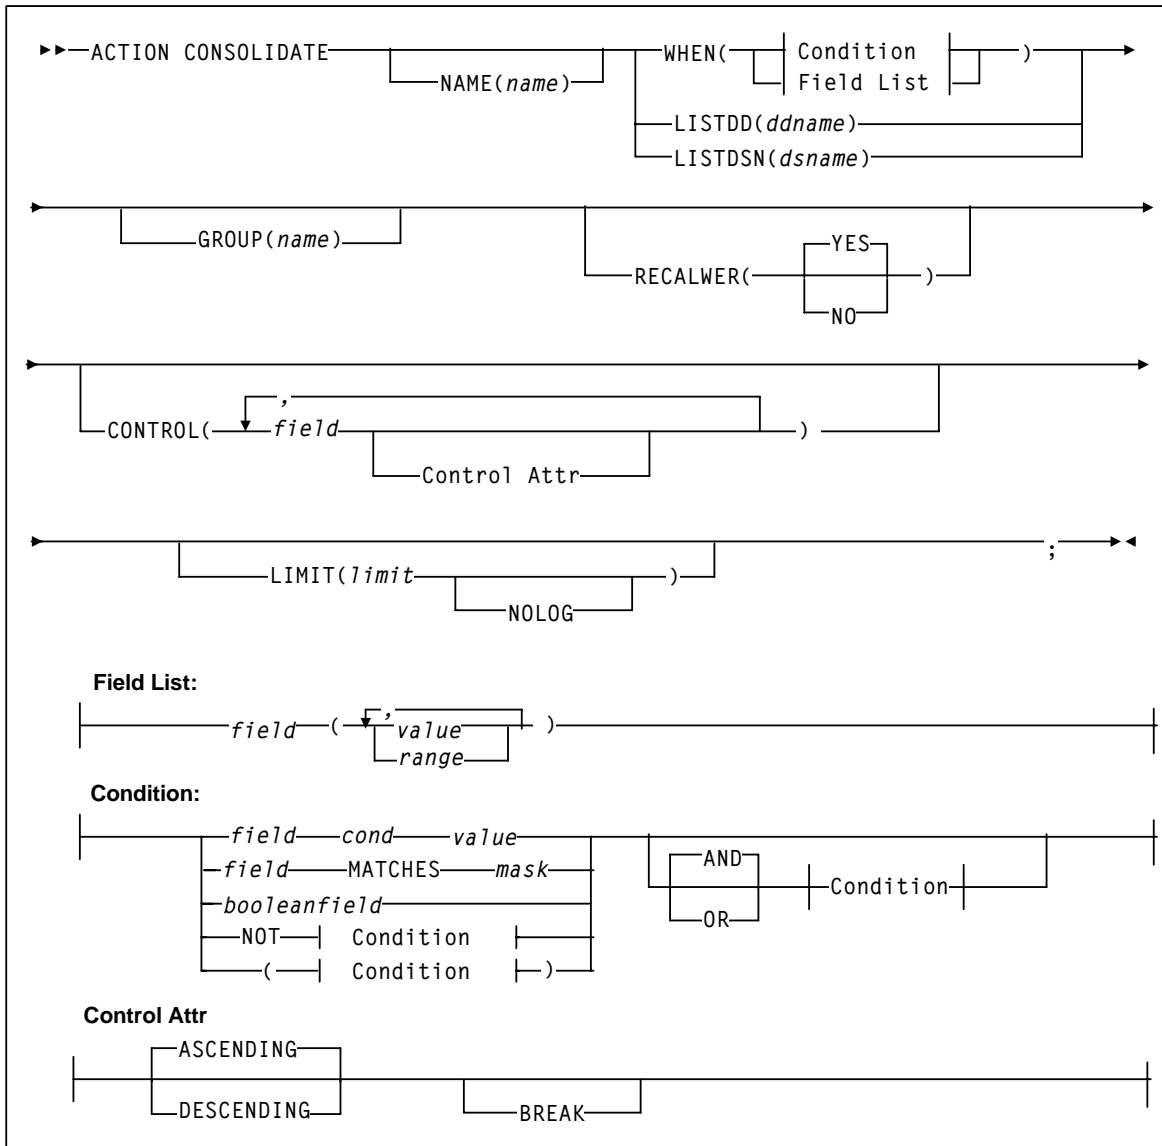 ACTION CONSOLIDATE NAME(name) WHEN( Condition )
Field List
LISTDD(ddname)
LISTDSN(dsname)
GROUP(name) RECALWER( YES )
NO
,
CONTROL( field )
Control Attr
LIMIT(limit ) ;
NOLOG
Field List:
,
field ( value )
range
Condition:
field cond value
field MATCHES mask AND
booleanfield Condition
OR
NOT Condition
( Condition )
Control Attr
ASCENDING
DESCENDING BREAK